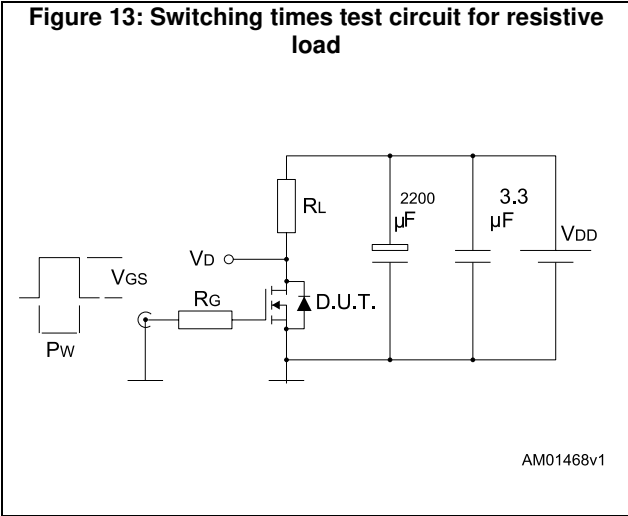 Figure 13: Switching times test circuit for resistive
load
2200
μF
3.3
μF
RL
VDD
VD
VGS
RG
D.U.T.
PW
AM01468v1